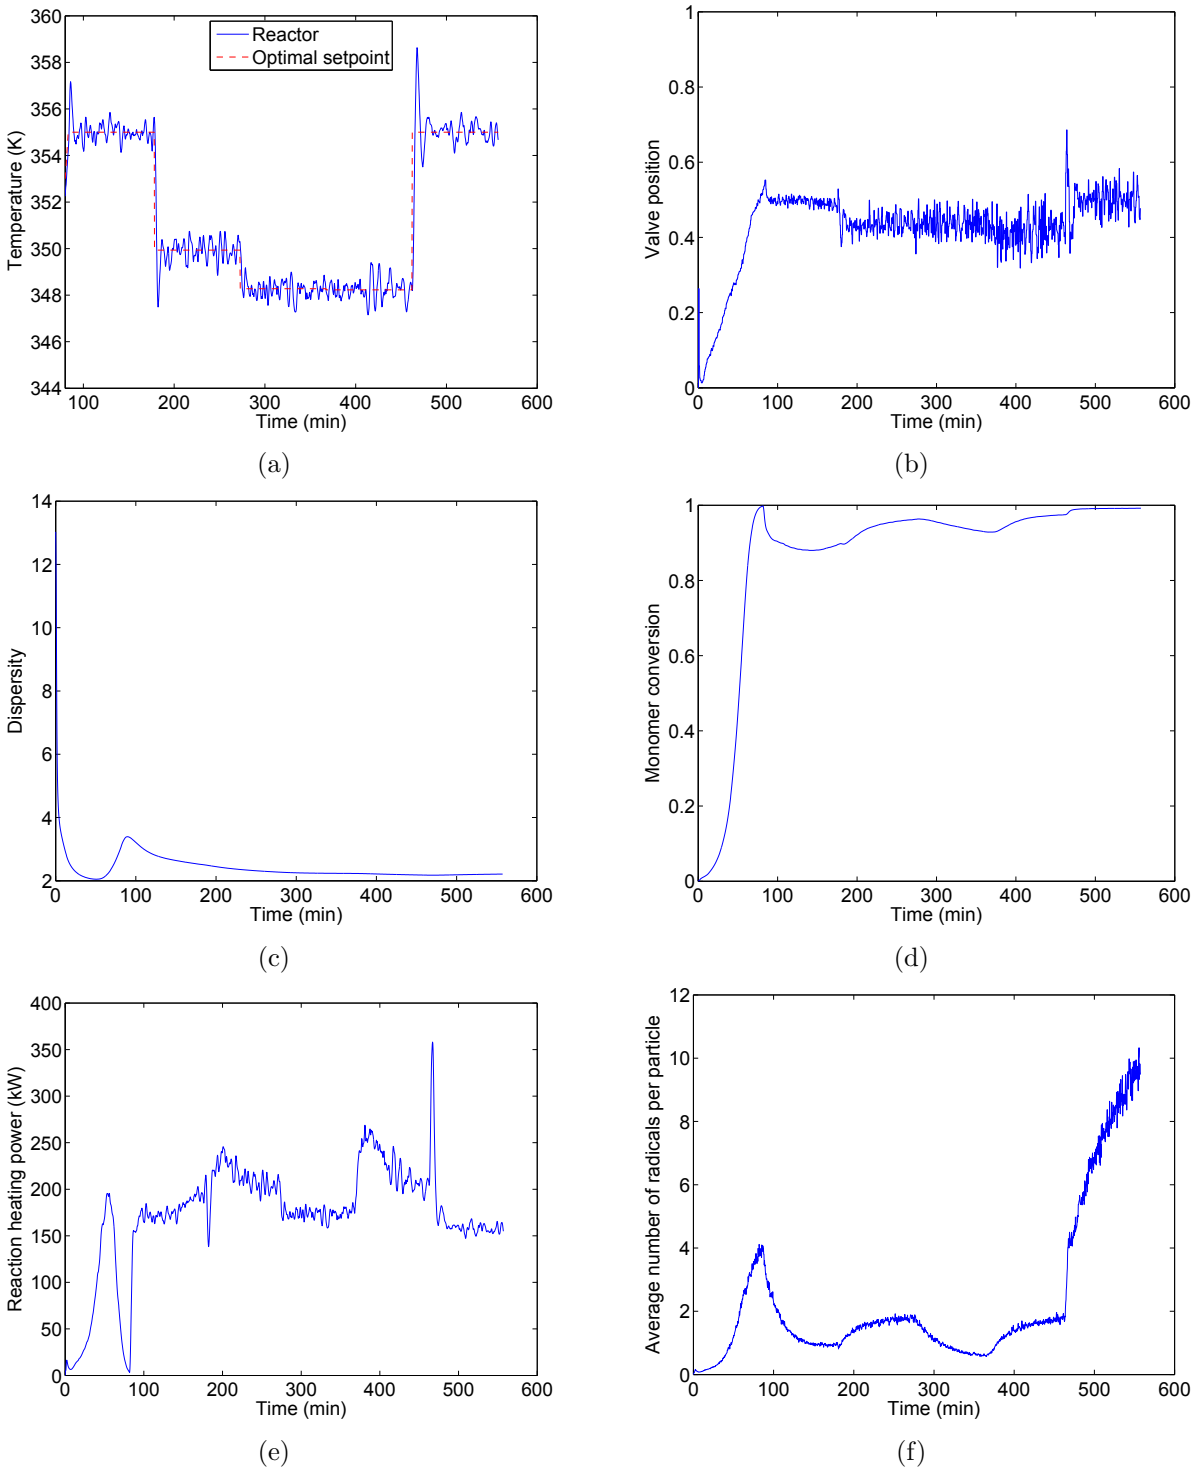 360
358
356
354
352
350
348
346
344
Temperature (K)
Reactor
Optimal setpoint
100 200 300 400 500 600
Time (min)
(a)
1
0.8
0.6
0.4
0.2
0
Valve position
0 100 200 300 400 500 600
Time (min)
(b)
14
12
10
8
6
4
2
Dispersity
0 100 200 300 400 500 600
Time (min)
(c)
1
0.8
0.6
0.4
0.2
0
Monomer conversion
0 100 200 300 400 500 600
Time (min)
(d)
400
350
300
250
200
150
100
50
0
Reaction heating power (kW)
0 100 200 300 400 500 600
Time (min)
(e)
12
10
8
6
4
2
0
Average number of radicals per particle
0 100 200 300 400 500 600
Time (min)
(f)